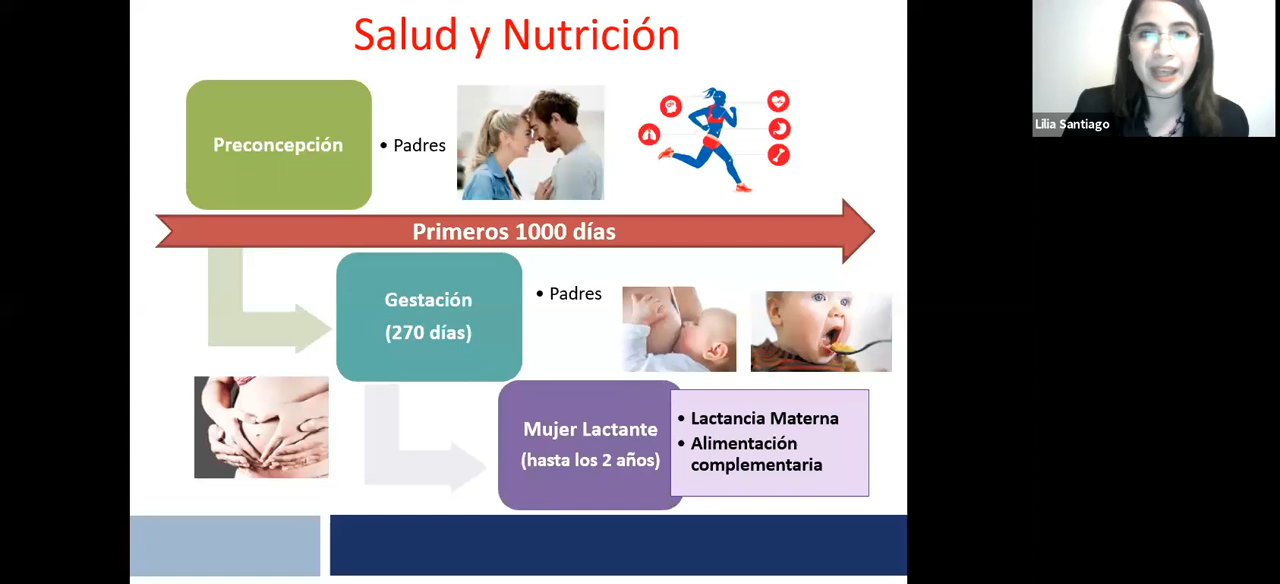 Salud y Nutrición
Lilia Santiago
Preconcepción
• Padres
Primeros 1000 días
Gestación
(270 días)
• Padres
Mujer Lactante
(hasta los 2 años)
• Lactancia Materna
• Alimentación
complementaria